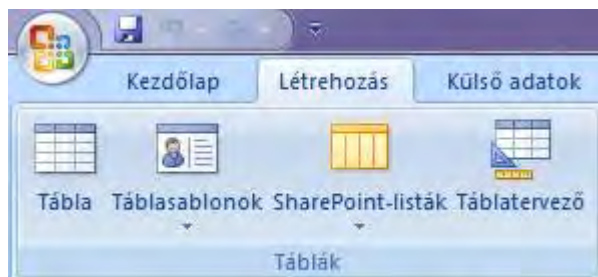 Kezdőlap Létrehozás Külső adatok
Tábla Táblasablonok SharePoint-listák Táblatervező
Táblák